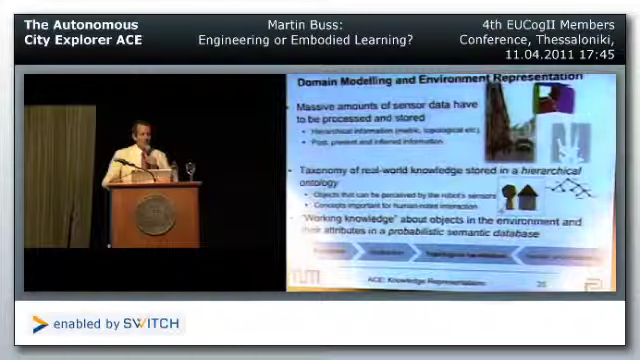 The Autonomous
City Explorer ACE
Martin Buss:
Engineering or Embodied Learning?
4th EUCogII Members
Conference, Thessaloniki,
11.04.2011 17:45
Domain Modelling and Environment Representation
Massive amounts of sensor data have
to be processed and stored
Hierarchical information (metric, topological etc).
Past, present and inferred information
Taxonomy of real-world knowledge stored in a hierarchical
ontology
Objects that can be perceived by the robot's sensors
Concepts important for human-robot interaction
"Working knowledge" about objects in the environment and
their attributes in a probabilistic semantic database
ACE: Knowledge Representations
enabled by SWITCH